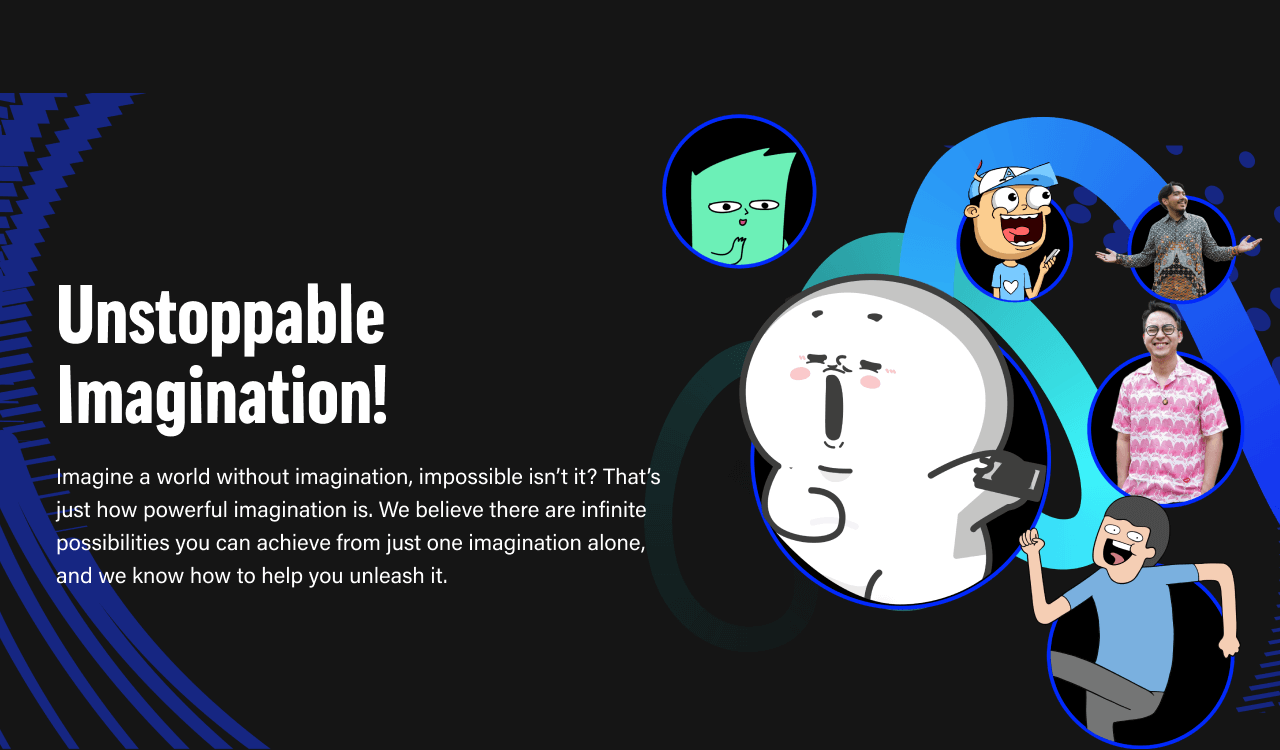 Unstoppable
Imagination!
Imagine a world without imagination, impossible isn’t it? That’s
just how powerful imagination is. We believe there are infinite
possibilities you can achieve from just one imagination alone,
and we know how to help you unleash it.